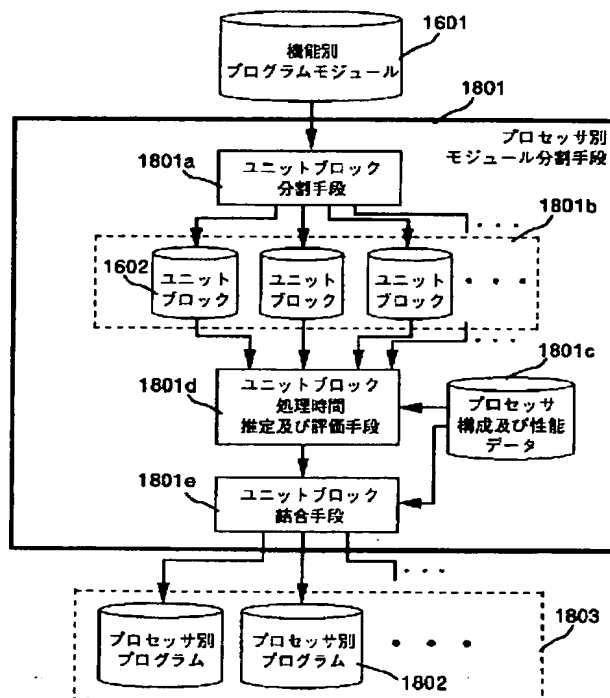 1601
機能別
プログラムモジュール
1801
プロセッサ別
モジュール分割手段
1801a
ユニットブロック
分割手段
1801b
1602
ユニット
ブロック
ユニット
ブロック
ユニット
ブロック
1801c
1801d
ユニットブロック
処理時間
推定及び評価手段
プロセッサ
構成及び性能
データ
1801e
ユニットブロック
結合手段
プロセッサ別
プログラム
プロセッサ別
プログラム
1803
1802